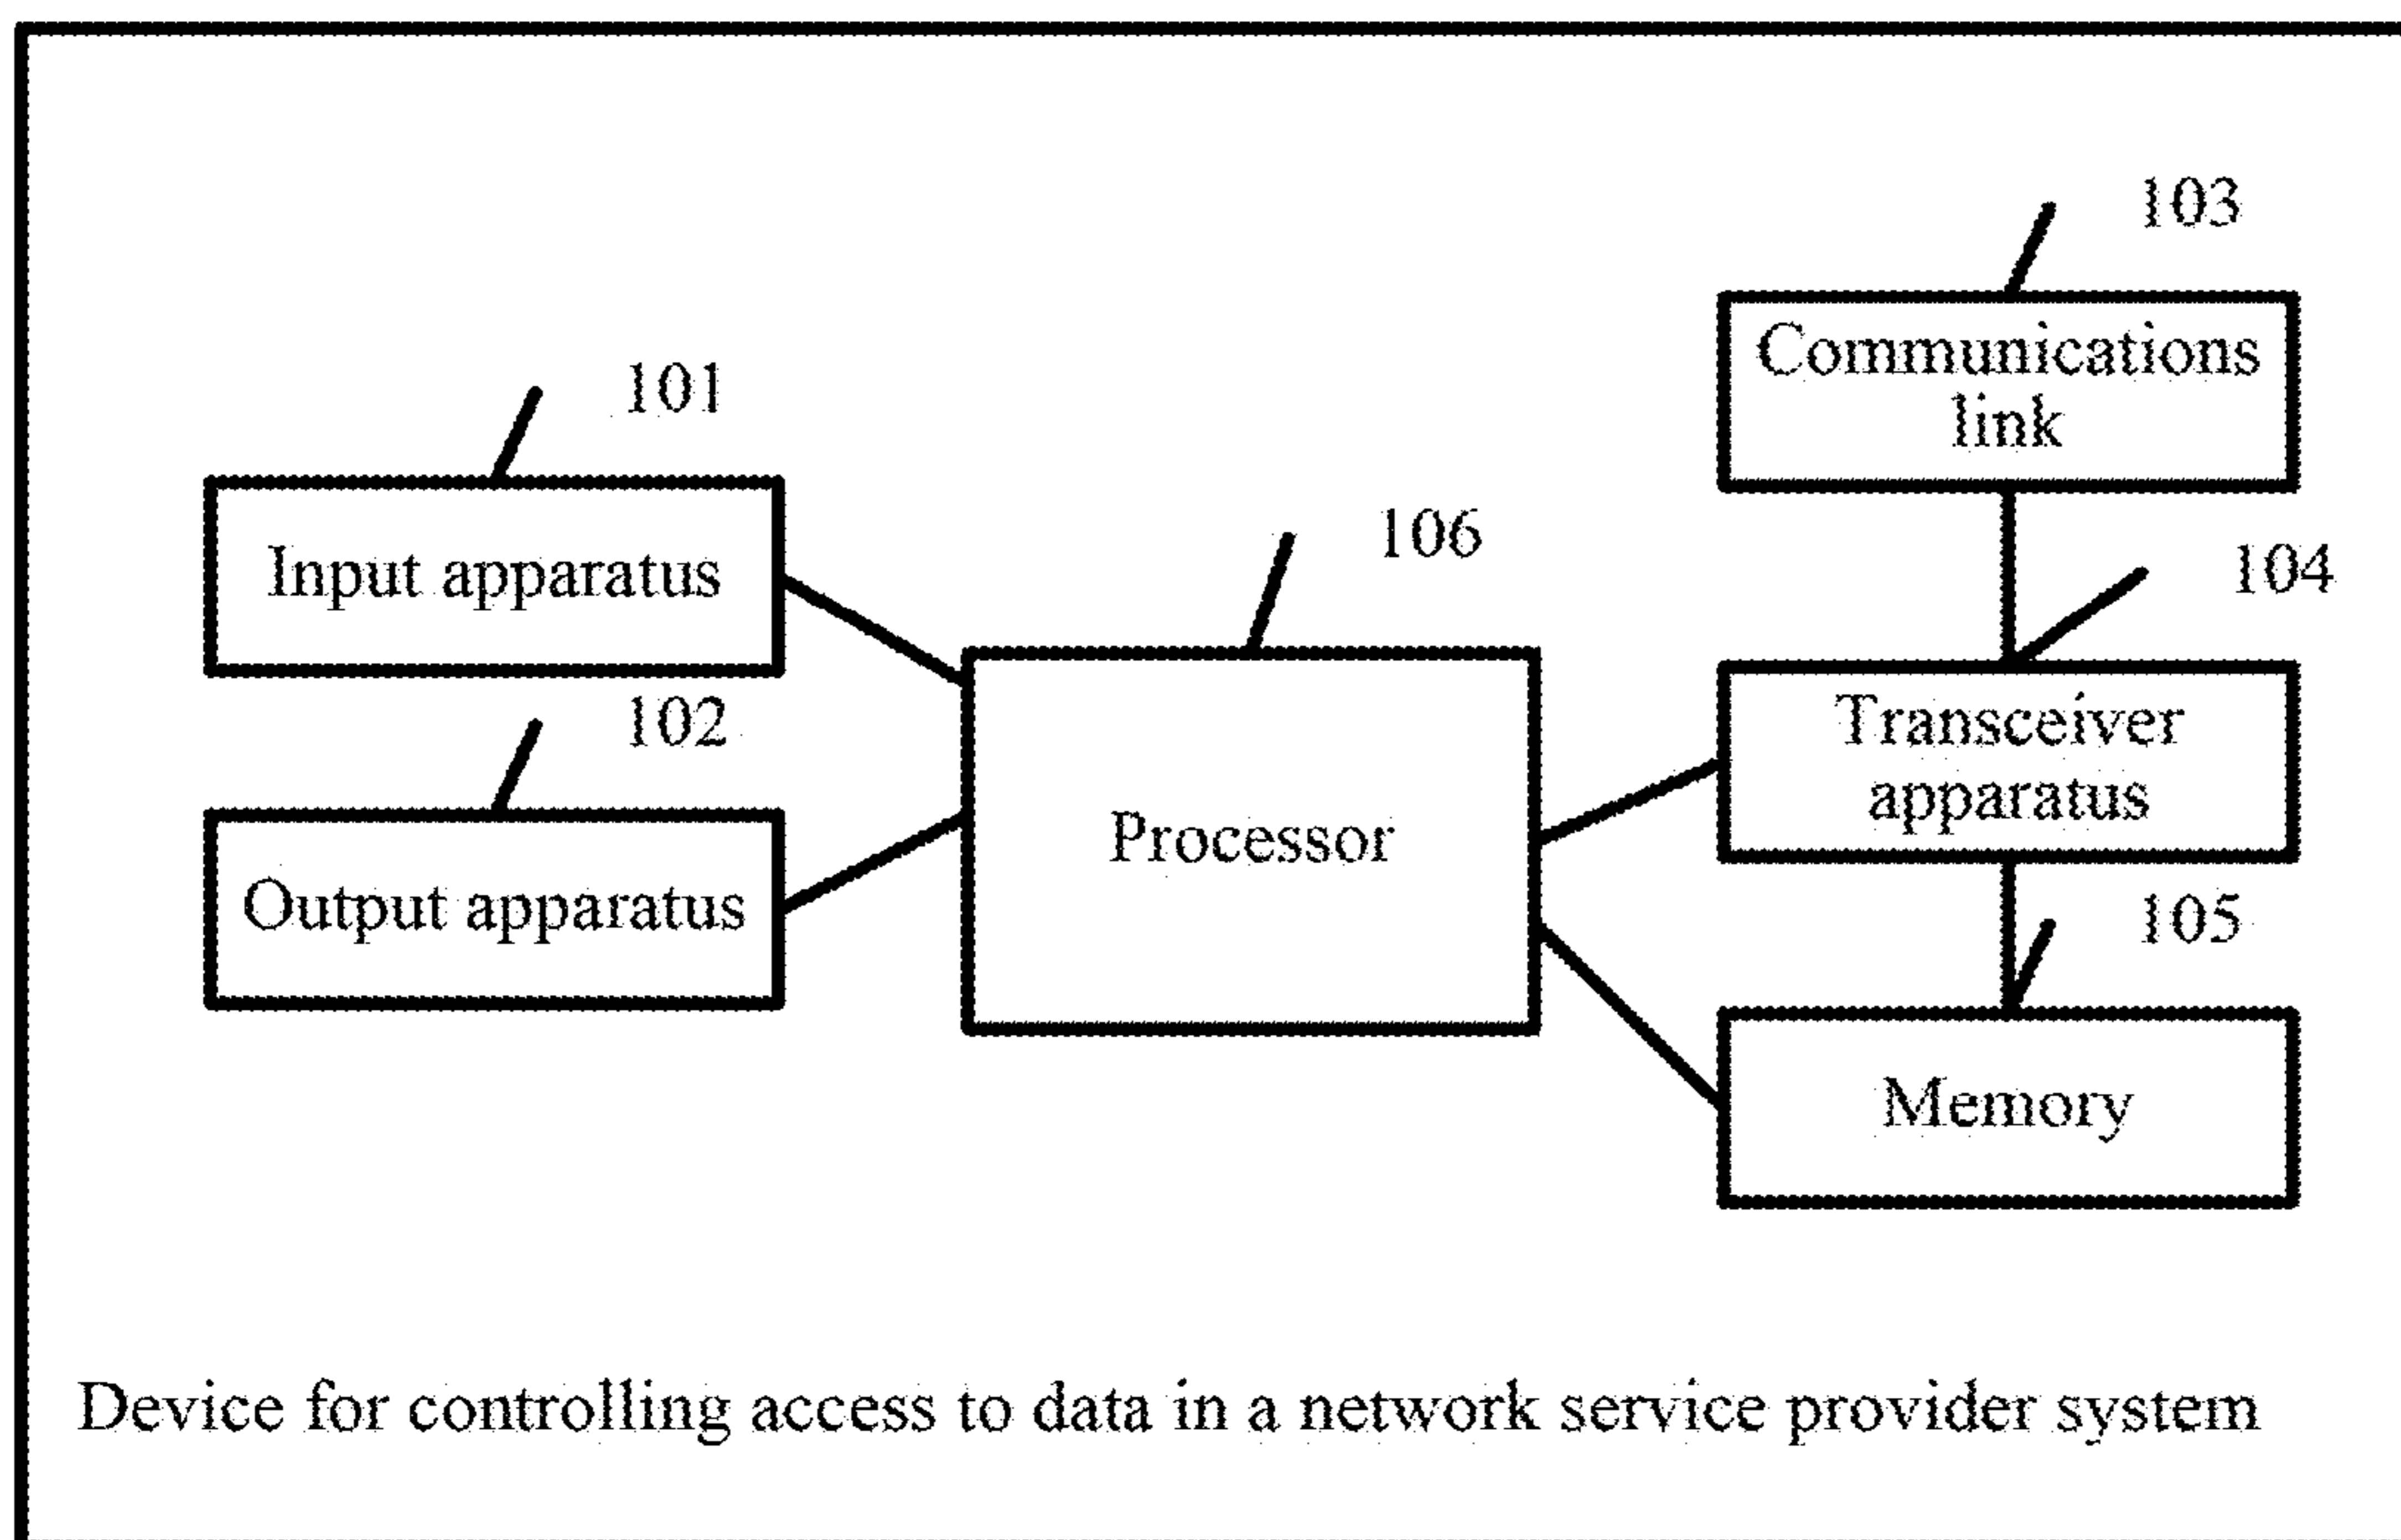 103
Communications
link
101
Input apparatus
106
104
Transceiver
apparatus
102
Processor
Output apparatus
105
Memory
Device for controlling access to data in a network service provider system